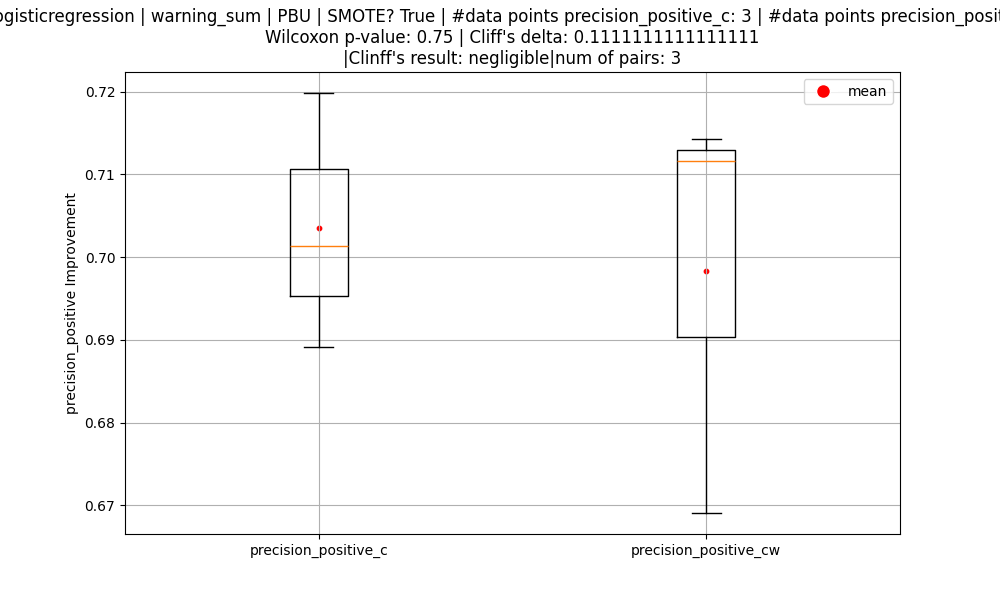 | warning_sum | PBU | SMOTE? True | #data points precision_positive_c: 3 | #data points
Wilcoxon p-value: 0.75 | Cliff's delta: 0.1111111111111111
|Clinff's result: negligible|num of pairs: 3
mean
0.72
0.71
0.70
0.69
0.68
0.67
precision_positive Improvement
precision_positive_c
precision_positive_cw